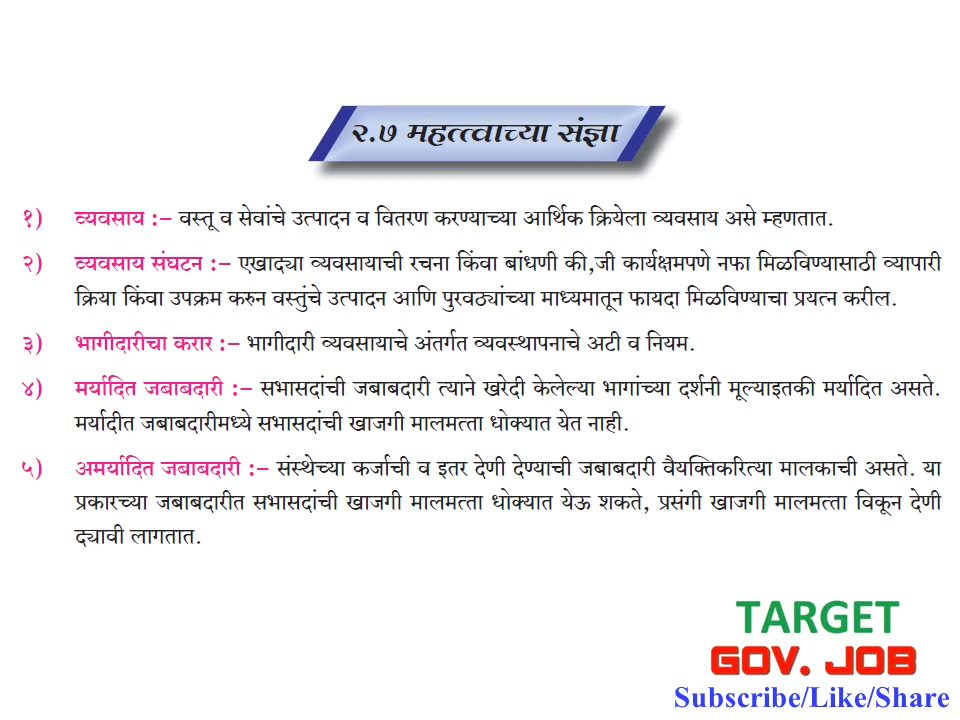 २.७ महत्त्वाच्या संज्ञा
१) व्यवसाय :– वस्तू व सेवांचे उत्पादन व वितरण करण्याच्या आर्थिक क्रियेला व्यवसाय असे म्हणतात.
२) व्यवसाय संघटन :– एखाद्या व्यवसायाची रचना किंवा बांधणी की,जी कार्यक्षमपणे नफा मिळविण्यासाठी व्यापारी
क्रिया किंवा उपक्रम करुन वस्तुंचे उत्पादन आणि पुरवठ्यांच्या माध्यमातून फायदा मिळविण्याचा प्रयत्न करील.
३) भागीदारीचा करार :– भागीदारी व्यवसायाचे अंतर्गत व्यवस्थापनाचे अटी व नियम.
४) मर्यादित जबाबदारी :– सभासदांची जबाबदारी त्याने खरेदी केलेल्या भागांच्या दर्शनी मूल्याइतकी मर्यादित असते.
मर्यादीत जबाबदारीमध्ये सभासदांची खाजगी मालमत्ता धोक्यात येत नाही.
५) अमर्यादित जबाबदारी :– संस्थेच्या कर्जाची व इतर देणी देण्याची जबाबदारी वैयक्तिकरित्या मालकाची असते. या
प्रकारच्या जबाबदारीत सभासदांची खाजगी मालमत्ता धोक्यात येऊ शकते, प्रसंगी खाजगी मालमत्ता विकून देणी
द्यावी लागतात.
TARGET
GOV. JOB
Subscribe/Like/Share